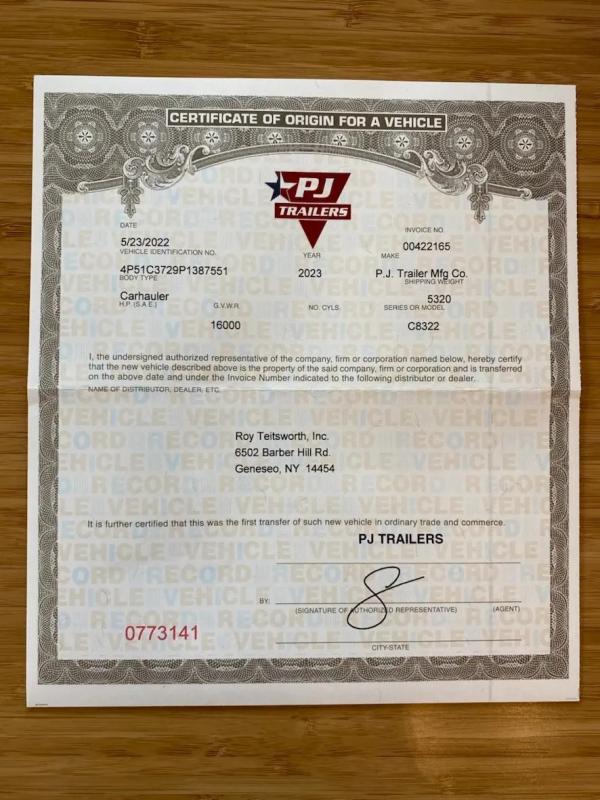 CERTIFICATE OF ORIGIN FOR A VEHICLE
PJ
TRAILERS
DATE
INVOICE NO.
5/23/2022
00422165
VEHICLE IDENTIFICATION NO.
YEAR
MAKE
4P51C3729P1387551
2023
P.J. Trailer Mfg Co.
BODY TYPE
SHIPPING WEIGHT
Carhauler
5320
H.P. (S.A.E.)
G.V.W.R.
NO. CYLS.
SERIES OR MODEL
16000
C8322
I, the undersigned authorized representative of the company, firm or corporation named below, hereby certify
that the new vehicle described above is the property of the said company, firm or corporation and is transferred
on the above date and under the Invoice Number indicated to the following distributor or dealer.
NAME OF DISTRIBUTOR, DEALER, ETC.
Roy Teitsworth, Inc.
6502 Barber Hill Rd.
Geneseo, NY 14454
It is further certified that this was the first transfer of such new vehicle in ordinary trade and commerce.
PJ TRAILERS
BY:
(SIGNATURE OF AUTHORIZED REPRESENTATIVE) (AGENT)
0773141
CITY-STATE